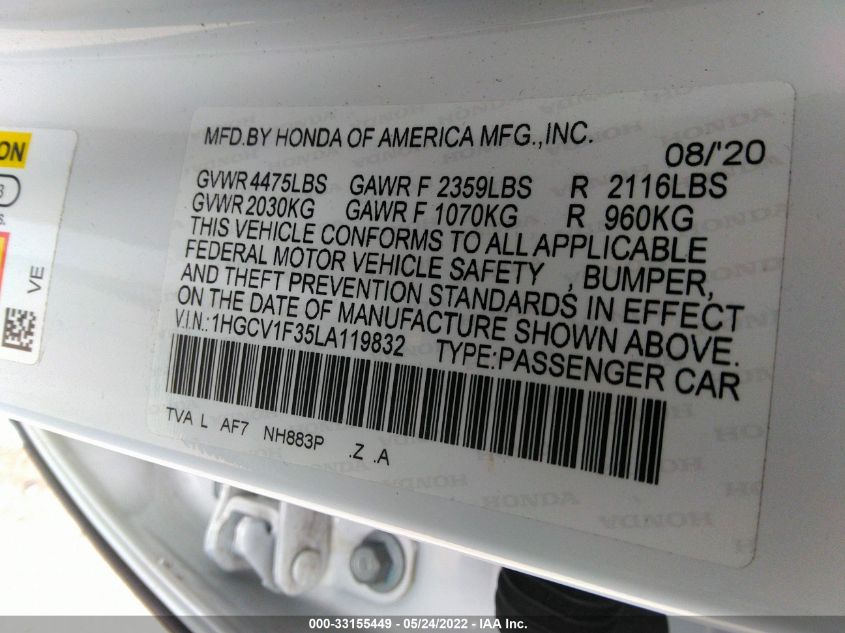 MFD.BY HONDA OF AMERICA MFG.,INC.
08/'20
GVWR 4475LBS GAWR F 2359LBS R 2116LBS
GVWR 2030KG GAWR F 1070KG R 960KG
THIS VEHICLE CONFORMS TO ALL APPLICABLE
FEDERAL MOTOR VEHICLE SAFETY , BUMPER,
AND THEFT PREVENTION STANDARDS IN EFFECT
ON THE DATE OF MANUFACTURE SHOWN ABOVE.
V.I.N.:1HGCV1F35LA119832 TYPE:PASSENGER CAR
TVA L AF7 NH883P .Z .A
VE
000-33155449 - 05/24/2022 - IAA Inc.